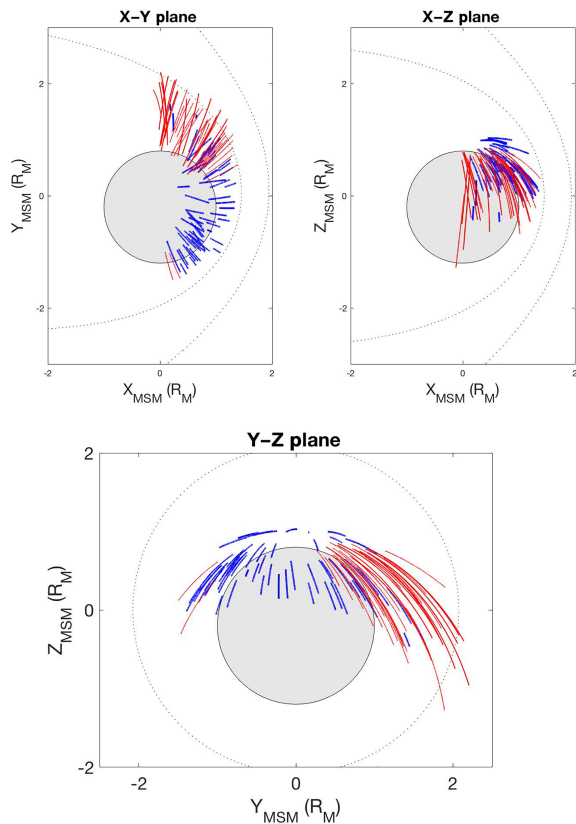 X-Y plane
X-Z plane
Y_MSM (R_M)
2
0
-2
-2
0
2
X_MSM (R_M)
Z_MSM (R_M)
2
0
-2
-2
0
2
X_MSM (R_M)
Y-Z plane
Z_MSM (R_M)
2
0
-2
-2
0
2
Y_MSM (R_M)